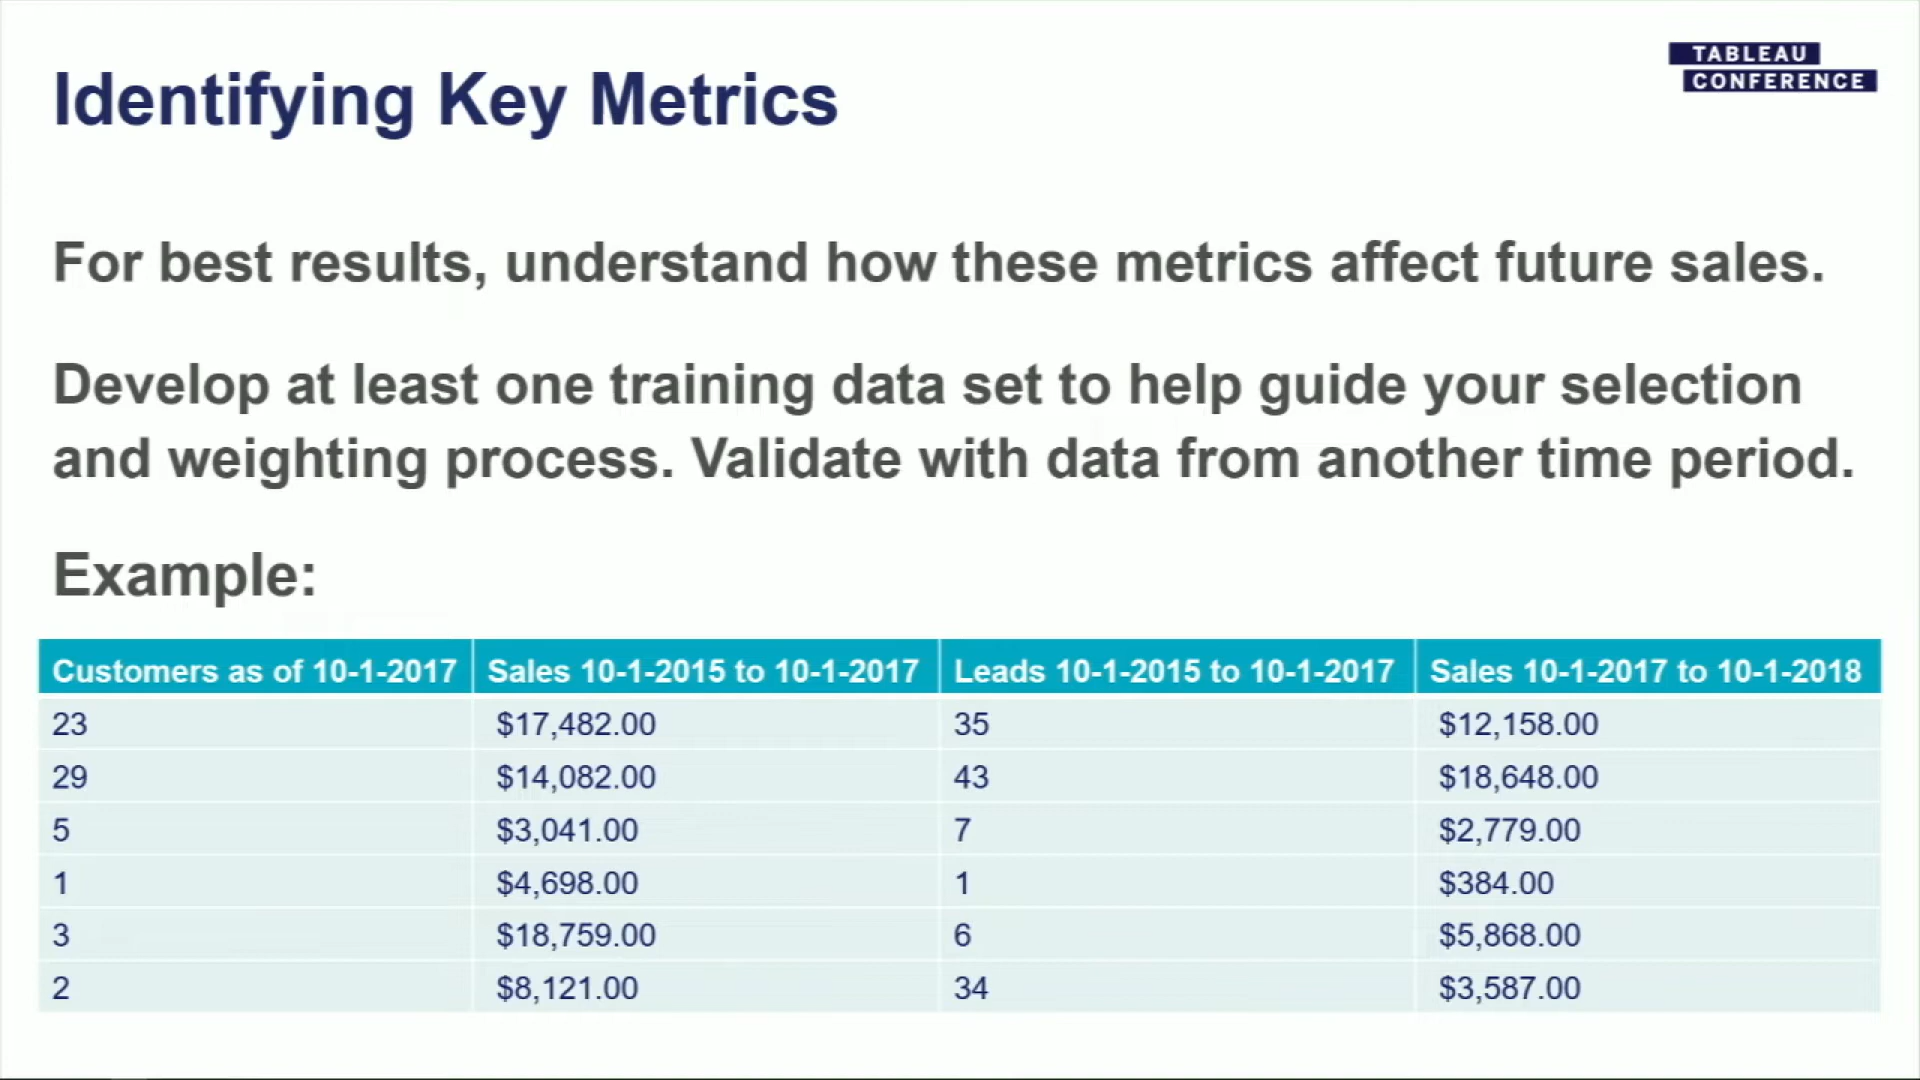 TABLEAU
CONFERENCE
Identifying Key Metrics
For best results, understand how these metrics affect future sales.
Develop at least one training data set to help guide your selection
and weighting process. Validate with data from another time period.
Example:
Customers as of 10-1-2017 Sales 10-1-2015 to 10-1-2017 Leads 10-1-2015 to 10-1-2017 Sales 10-1-2017 to 10-1-2018
23 $17,482.00 35 $12,158.00
29 $14,082.00 43 $18,648.00
5 $3,041.00 7 $2,779.00
1 $4,698.00 1 $384.00
3 $18,759.00 6 $5,868.00
2 $8,121.00 34 $3,587.00